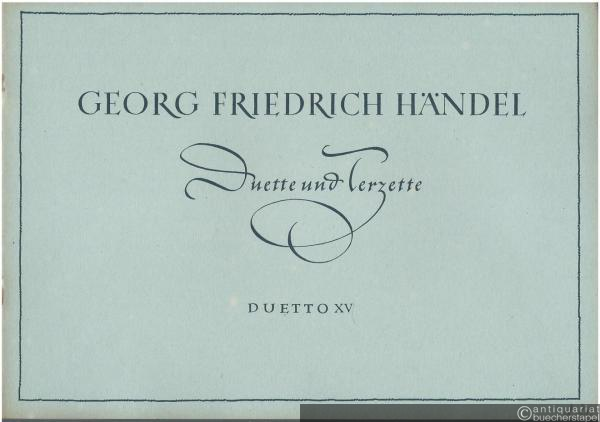 GEORG FRIEDRICH HÄNDEL
Duette und Terzette
DUETTO XV
©antiquariat
buecherstapel